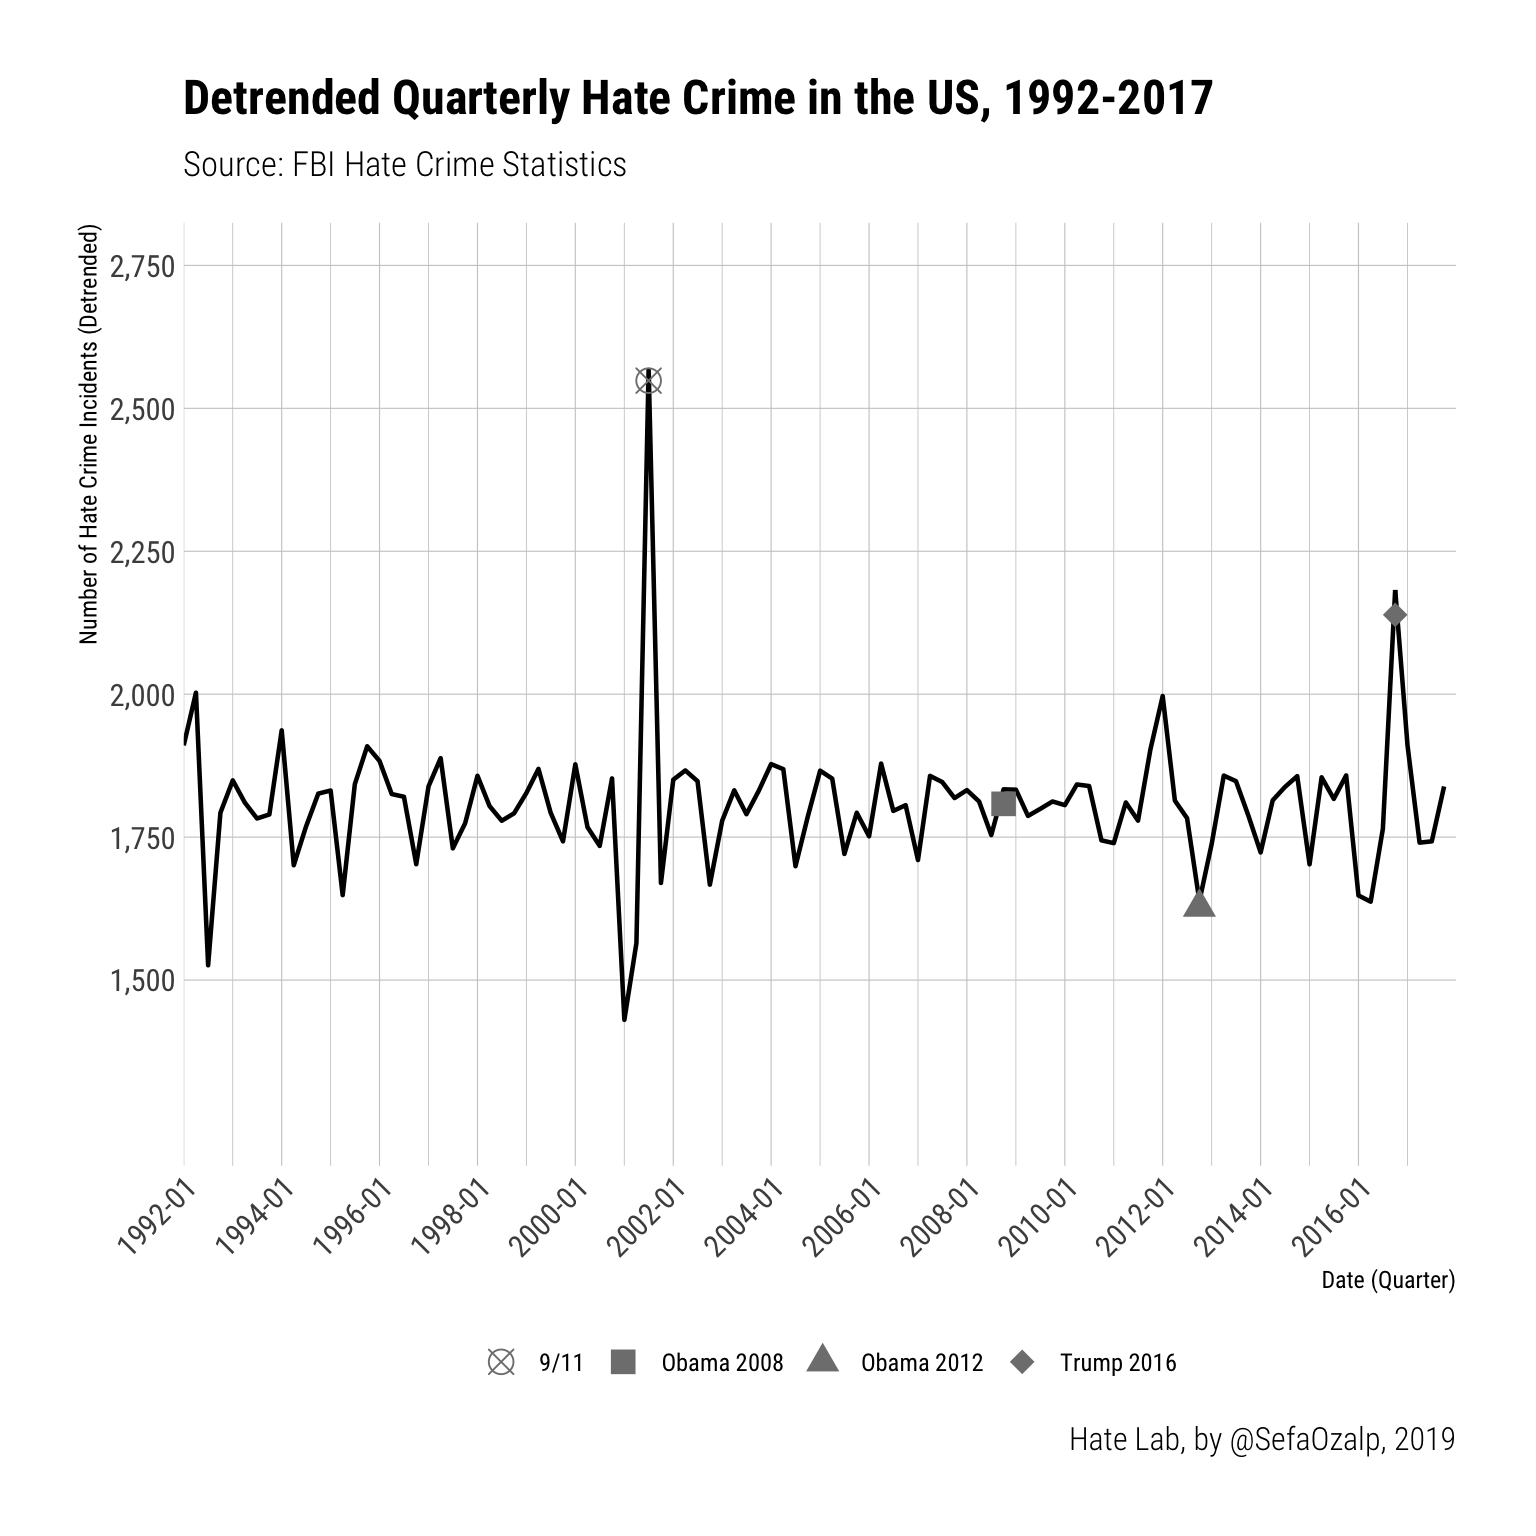 Detrended Quarterly Hate Crime in the US, 1992-2017
Source: FBI Hate Crime Statistics
Number of Hate Crime Incidents (Detrended)
2,750
2,500
2,250
2,000
1,750
1,500
1992-01
1994-01
1996-01
1998-01
2000-01
2002-01
2004-01
2006-01
2008-01
2010-01
2012-01
2014-01
2016-01
Date (Quarter)
9/11
Obama 2008
Obama 2012
Trump 2016
Hate Lab, by @SefaOzalp, 2019